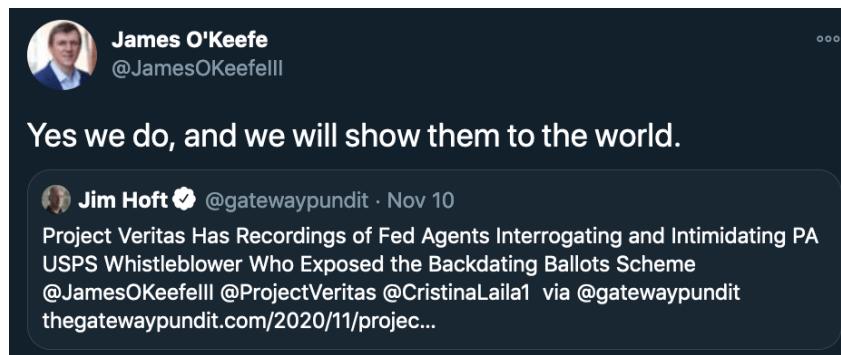 James O'Keefe
@JamesOKeefeIII
Yes we do, and we will show them to the world.
Jim Hoft @gatewaypundit · Nov 10
Project Veritas Has Recordings of Fed Agents Interrogating and Intimidating PA
USPS Whistleblower Who Exposed the Backdating Ballots Scheme
@JamesOKeefeIII @ProjectVeritas @CristinaLaila1 via @gatewaypundit
thegatewaypundit.com/2020/11/projec...